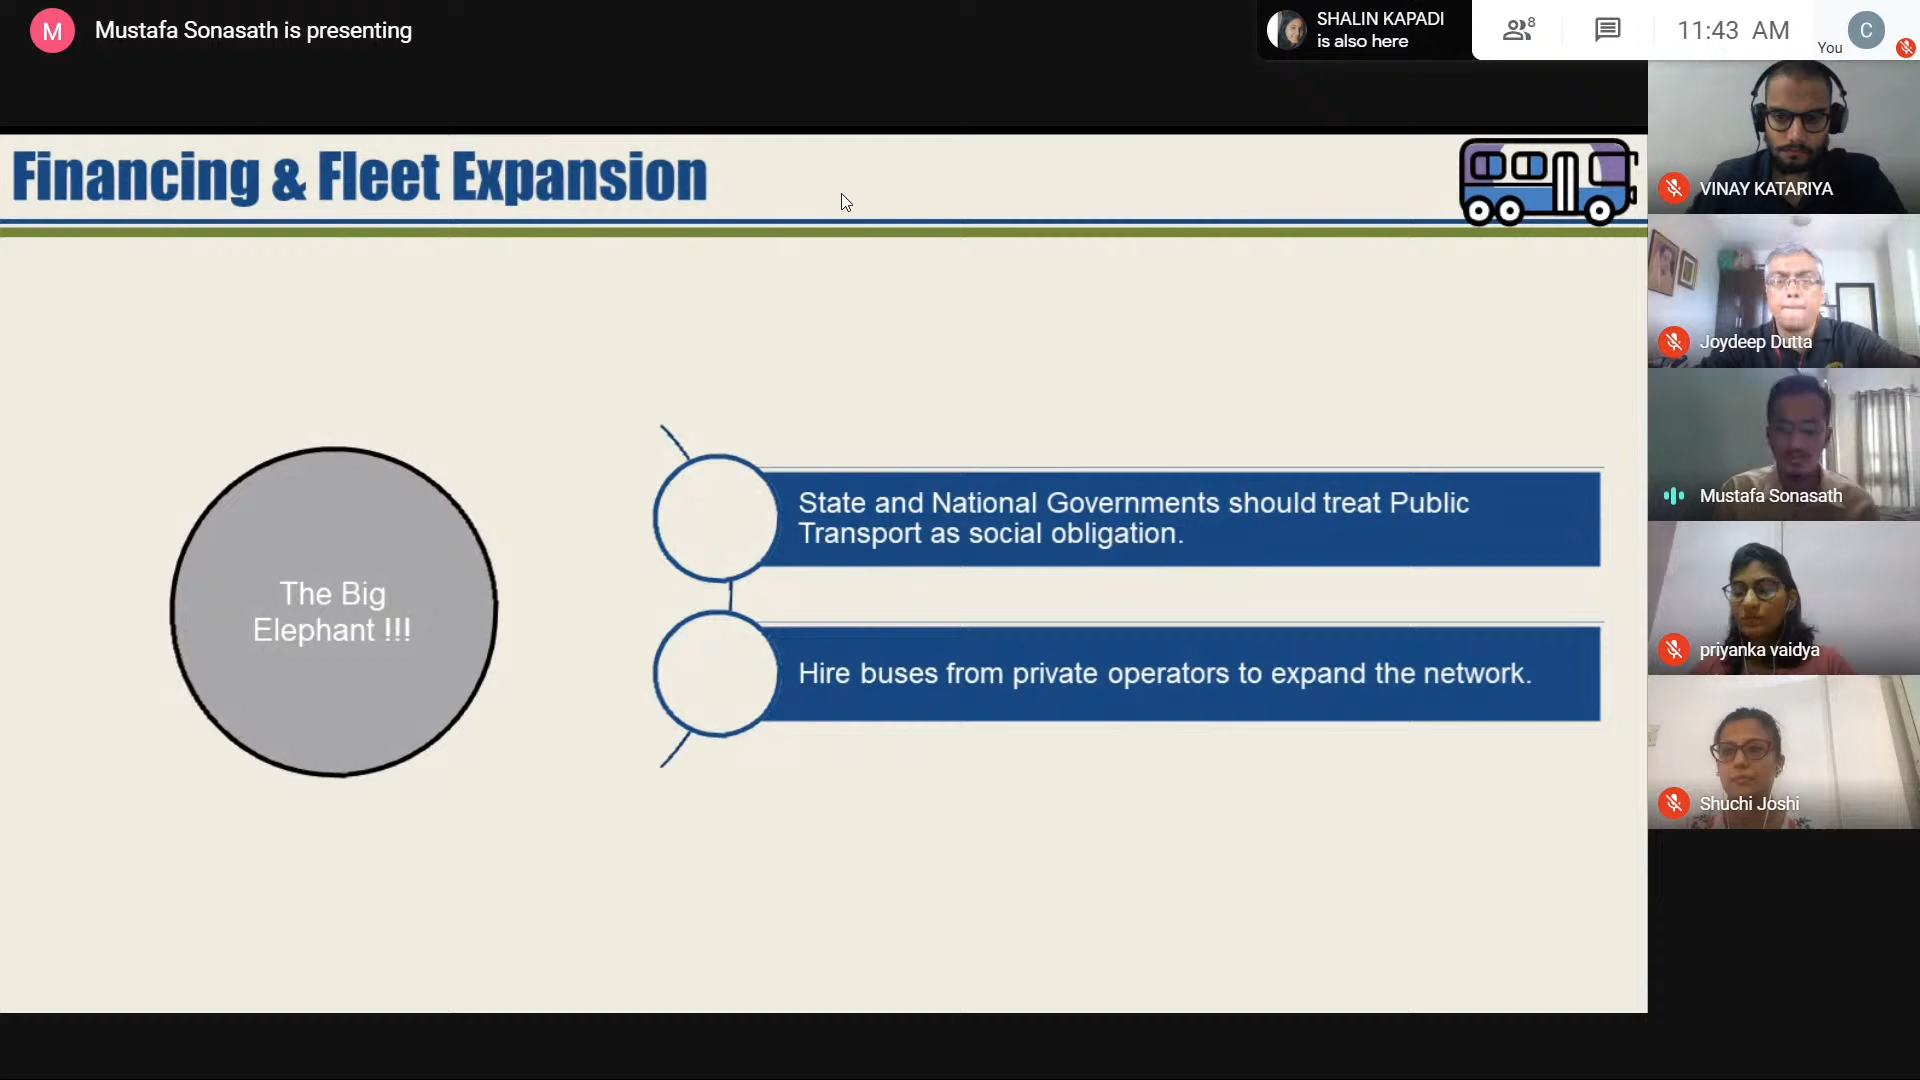 M
Mustafa Sonasath is presenting
SHALIN KAPADI
is also here
8
11:43 AM
You
C
Financing & Fleet Expansion
VINAY KATARIYA
Joydeep Dutta
Mustafa Sonasath
priyanka vaidya
Shuchi Joshi
The Big
Elephant !!!
State and National Governments should treat Public
Transport as social obligation.
Hire buses from private operators to expand the network.